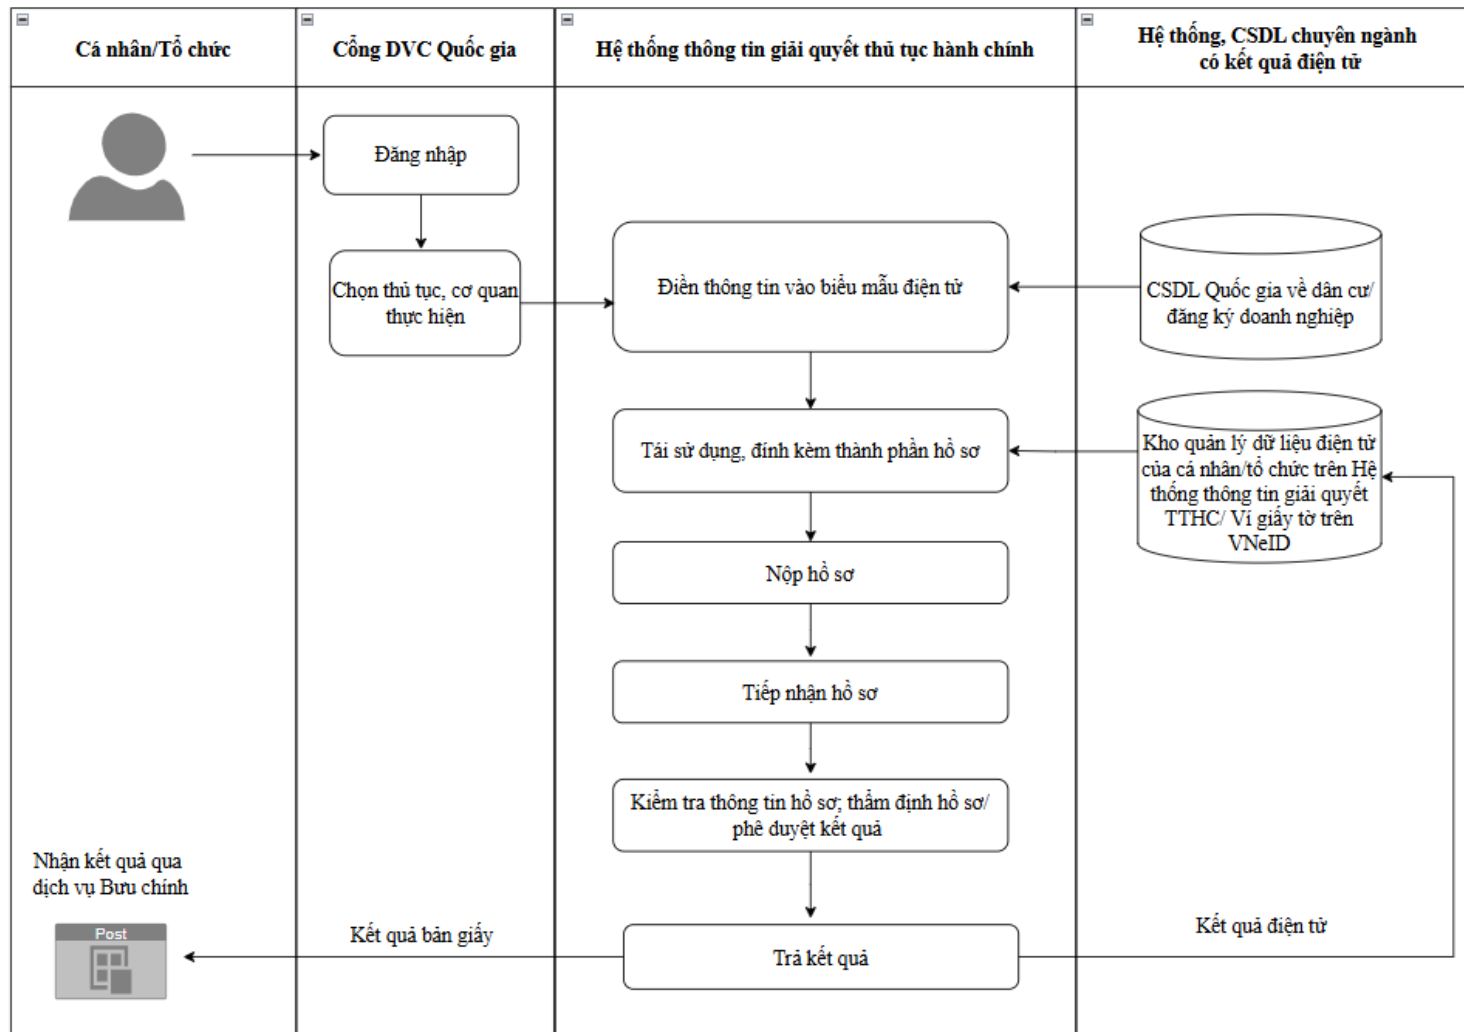 Cá nhân/Tổ chức
Cổng DVC Quốc gia
Hệ thống thông tin giải quyết thủ tục hành chính
Hệ thống, CSDL chuyên ngành
có kết quả điện tử
Đăng nhập
Chọn thủ tục, cơ quan
thực hiện
Điền thông tin vào biểu mẫu điện tử
CSDL Quốc gia về dân cư/
đăng ký doanh nghiệp
Tái sử dụng, đính kèm thành phần hồ sơ
Kho quản lý dữ liệu điện tử
của cá nhân/tổ chức trên Hệ
thống thông tin giải quyết
TTHC/ Ví giấy tờ trên
VNeID
Nộp hồ sơ
Tiếp nhận hồ sơ
Kiểm tra thông tin hồ sơ; thẩm định hồ sơ/
phê duyệt kết quả
Nhận kết quả qua
dịch vụ Bưu chính
Post
Kết quả bản giấy
Trả kết quả
Kết quả điện tử